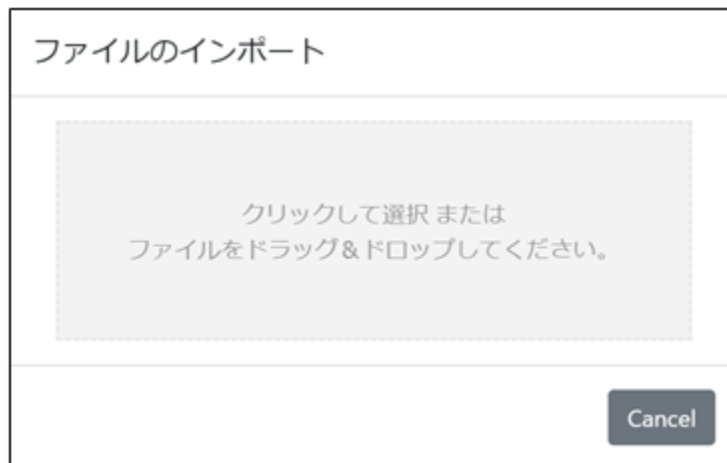 ファイルのインポート
クリックして選択 または
ファイルをドラッグ＆ドロップしてください。
Cancel